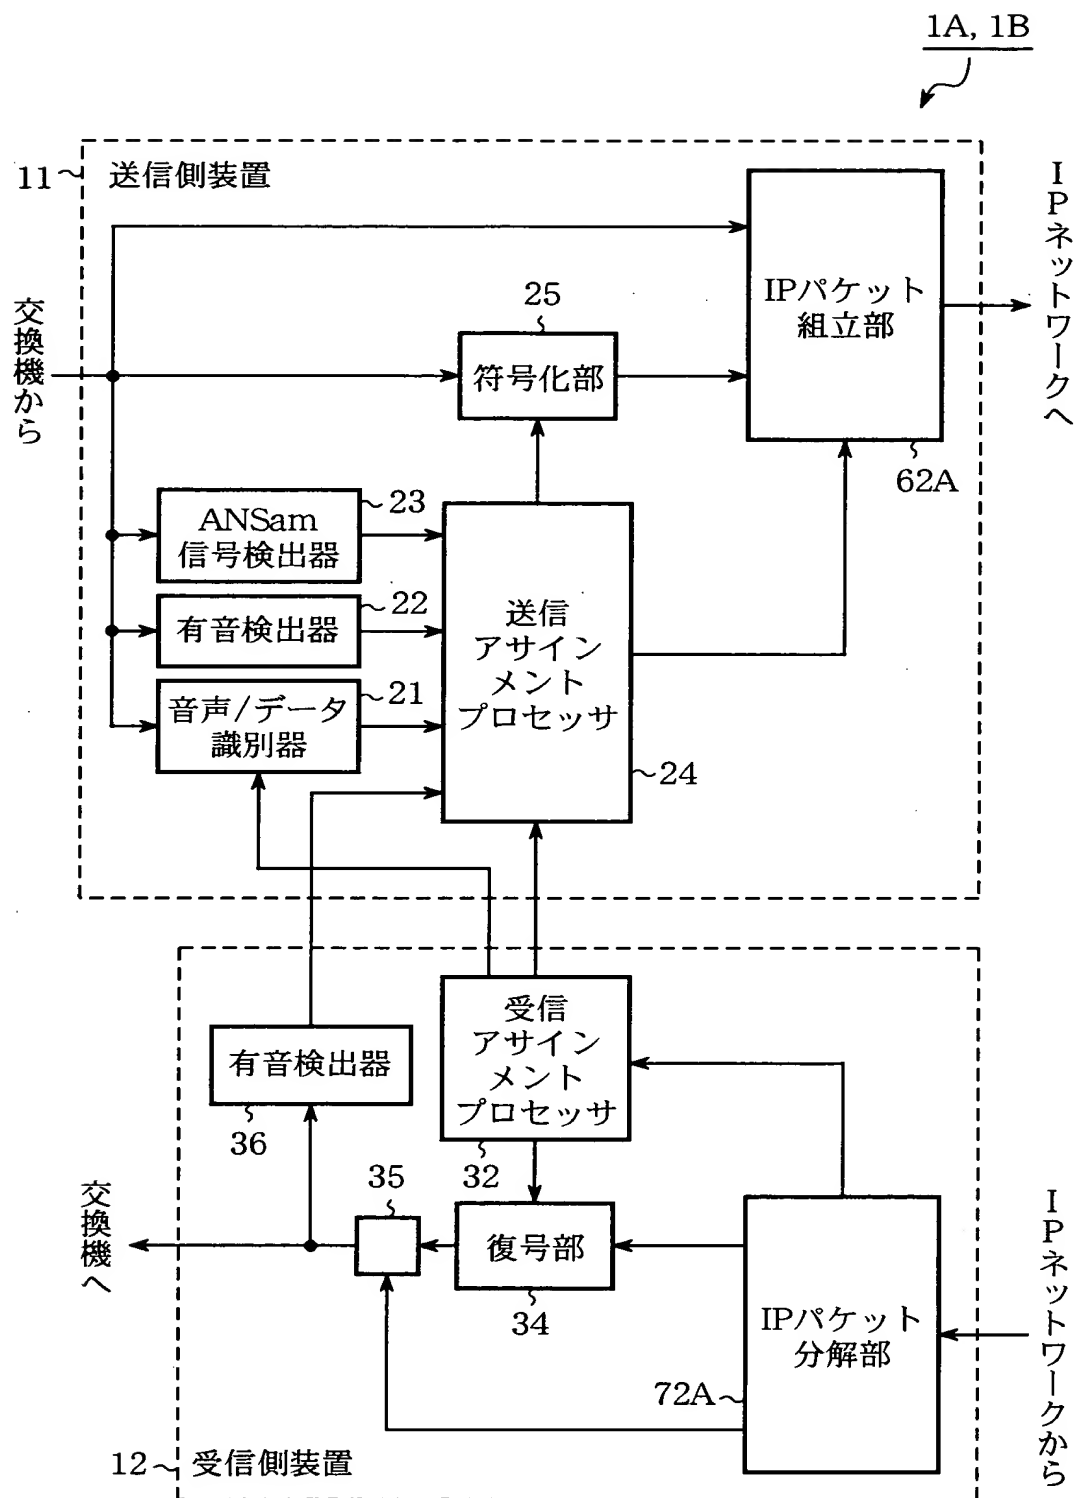 1A, 1B
11
送信側装置
IPネットワークへ
IPパケット
組立部
25
交換機から
符号化部
62A
23
ANSam
信号検出器
22
有音検出器
送信
アサイン
メント
プロセッサ
21
音声/データ
識別器
24
受信
アサイン
メント
プロセッサ
有音検出器
36
35
32
交換機へ
復号部
34
IPネットワークから
IPパケット
分解部
72A
12
受信側装置